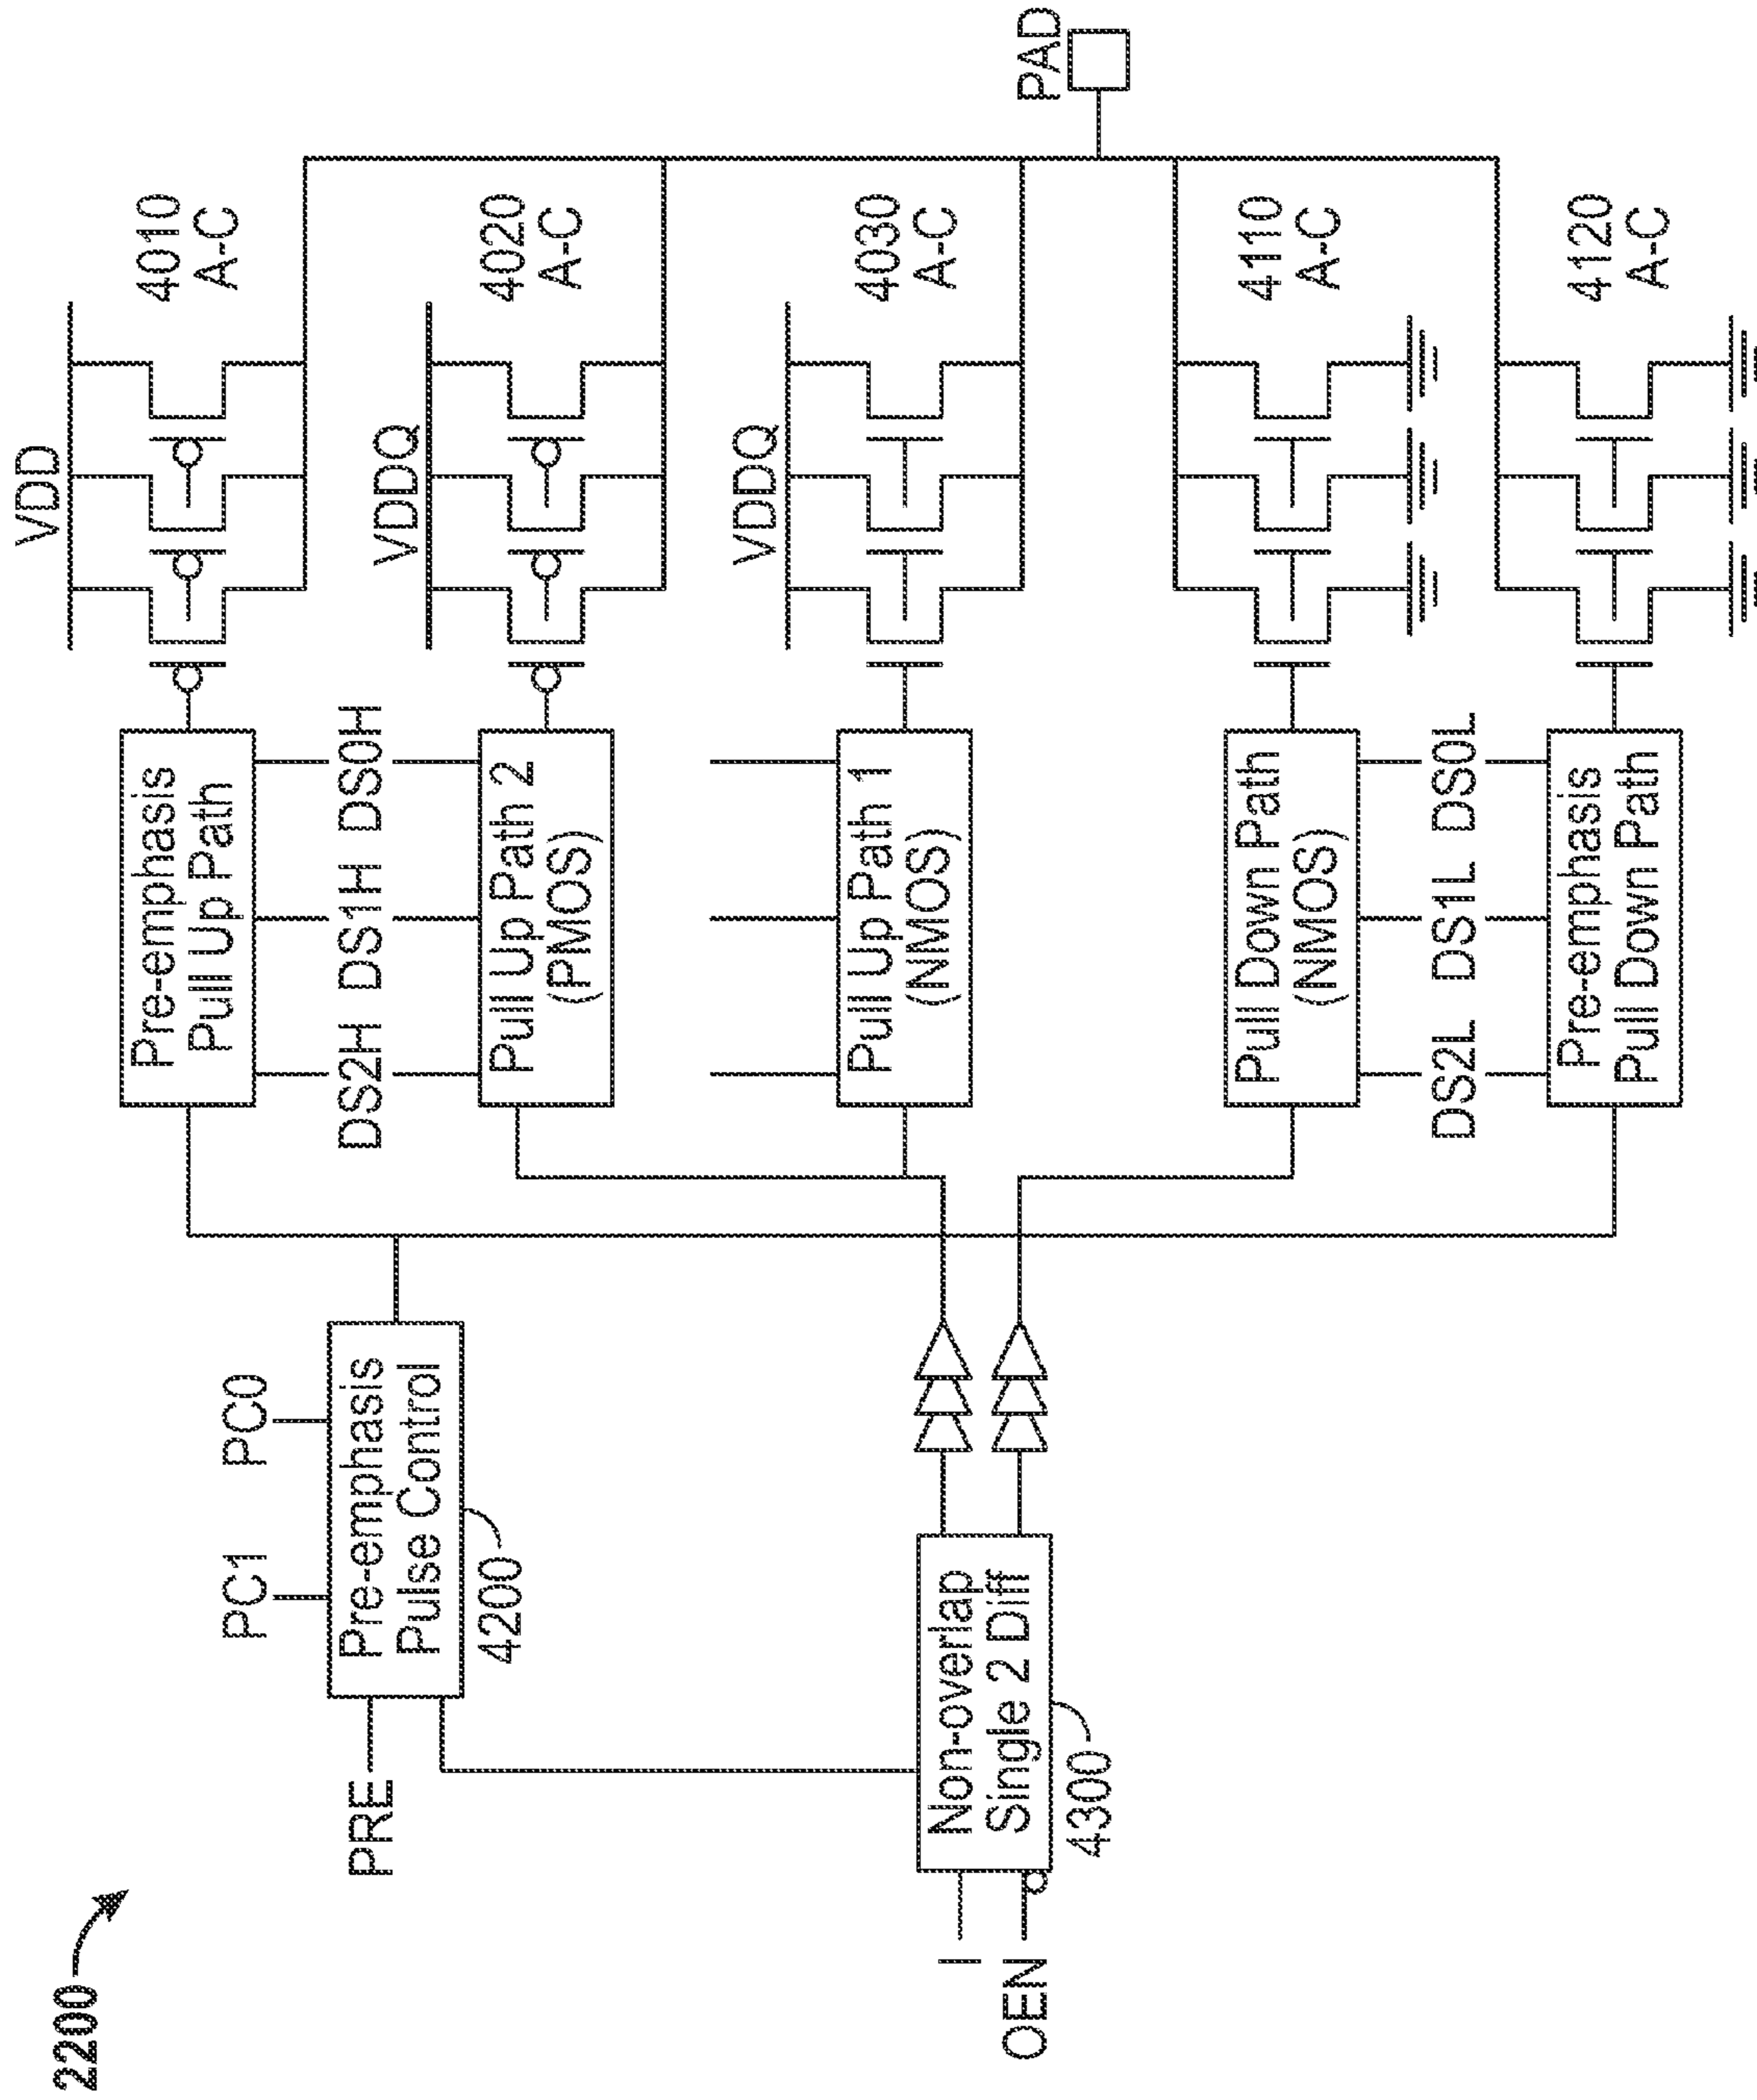 2200
VDD
4010
A-C
Pre-emphasis
Pull Up Path
DS2H
DS1H
DS0H
VDDQ
4020
A-C
Pull Up Path 2
(PMOS)
VDDQ
4030
A-C
Pull Up Path 1
(NMOS)
PAD
4110
A-C
Pull Down Path
(NMOS)
DS2L
DS1L
DS0L
4120
A-C
Pre-emphasis
Pull Down Path
PC1
PC0
PRE
Pre-emphasis
Pulse Control
4200
I
OEN
Non-overlap
Single 2 Diff
4300